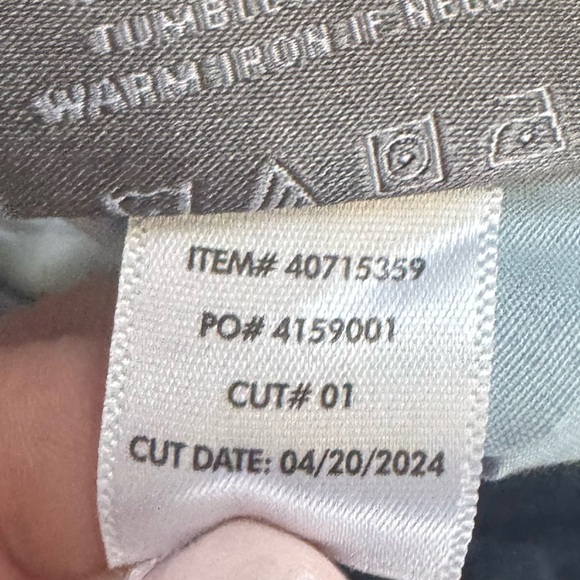 WARM IRON IF
ITEM# 40715359
PO# 4159001
CUT# 01
CUT DATE: 04/20/2024